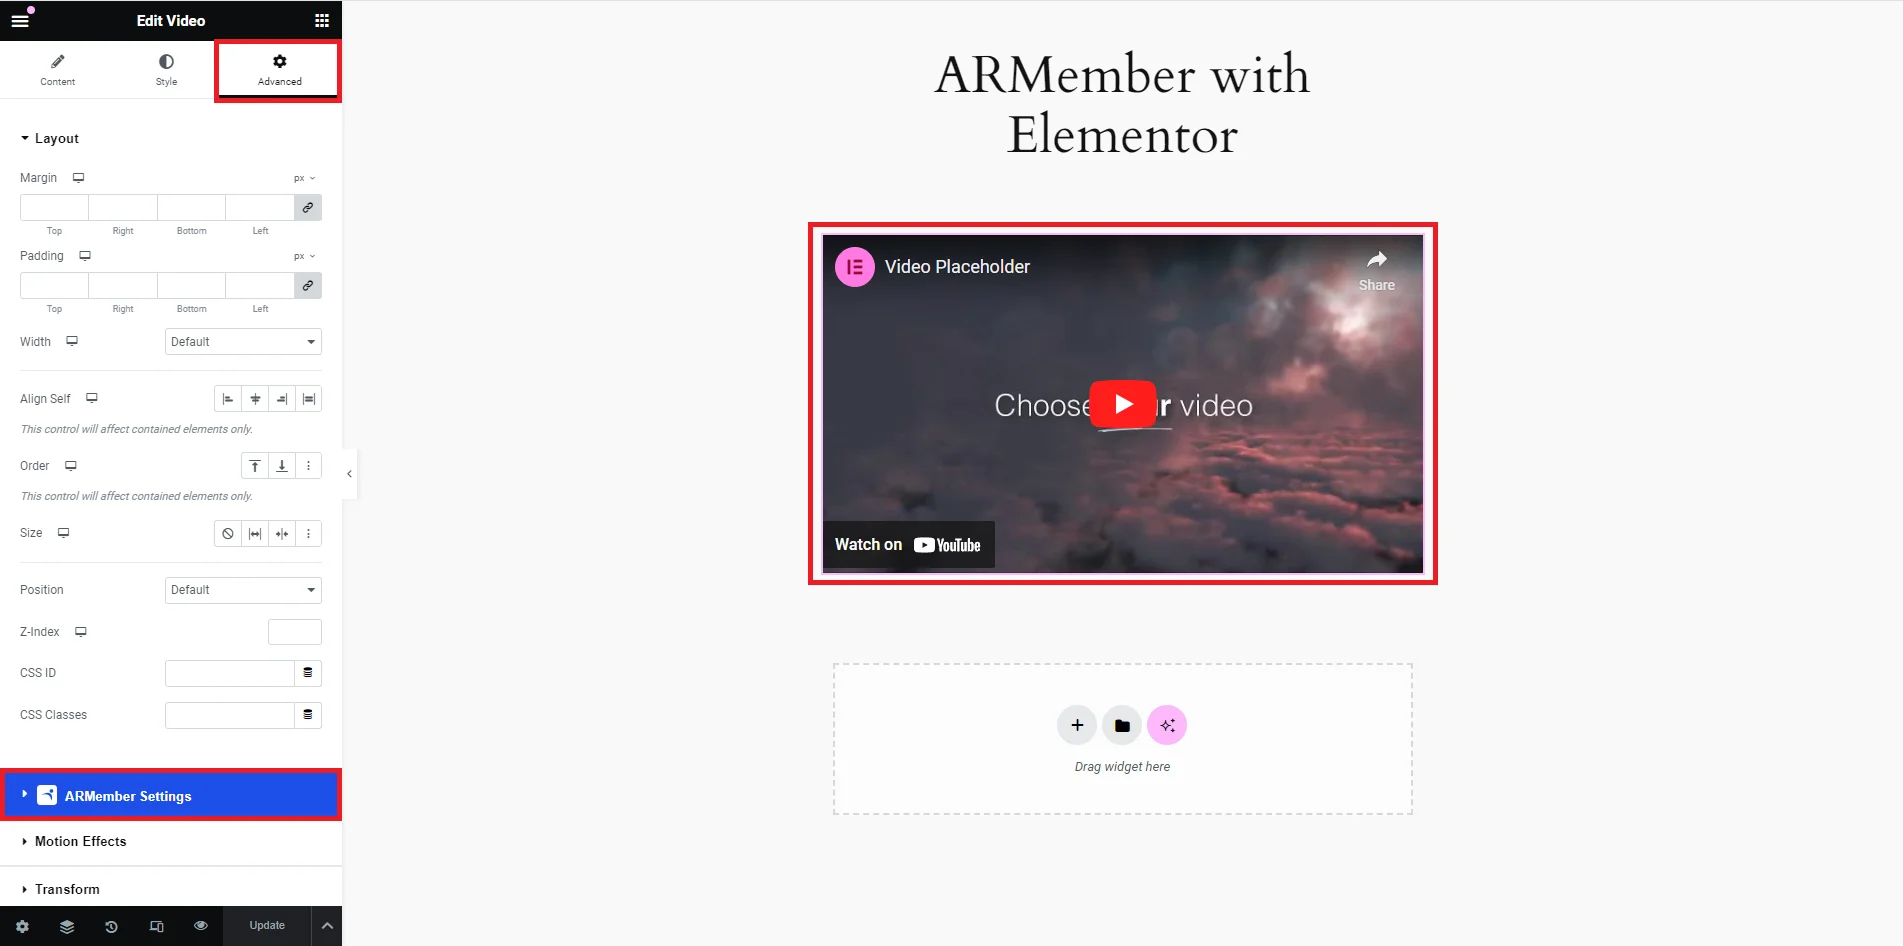 Edit Video
Content
Style
Advanced
Layout
Margin
px
Top Right Bottom Left
Padding
px
Top Right Bottom Left
Width
Default
Align Self
This control will affect contained elements only.
Order
This control will affect contained elements only.
Size
Position
Default
Z-Index
CSS ID
CSS Classes
ARMember Settings
Motion Effects
Transform
Update
ARMember with
Elementor
Video Placeholder
Share
Choose r video
Watch on YouTube
Drag widget here